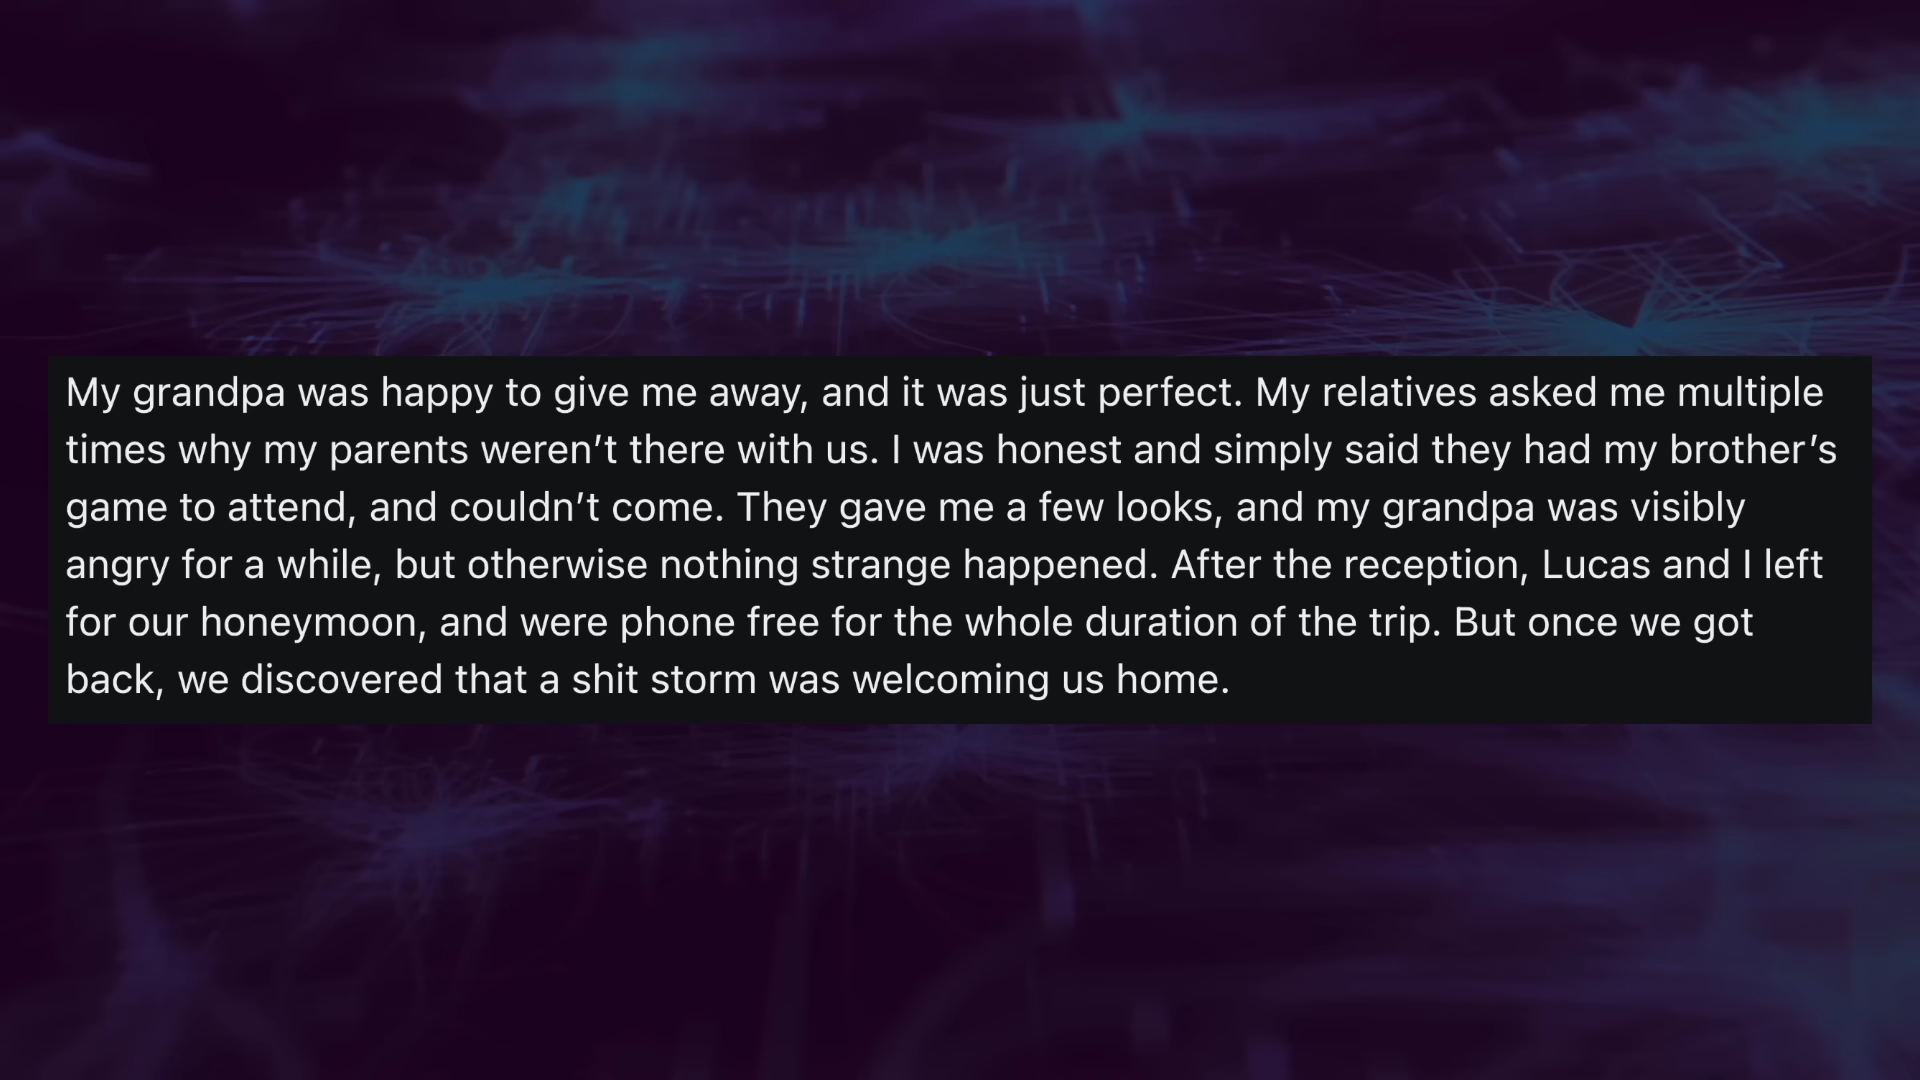 My grandpa was happy to give me away, and it was just perfect. My relatives asked me multiple
times why my parents weren’t there with us. I was honest and simply said they had my brother’s
game to attend, and couldn’t come. They gave me a few looks, and my grandpa was visibly
angry for a while, but otherwise nothing strange happened. After the reception, Lucas and I left
for our honeymoon, and were phone free for the whole duration of the trip. But once we got
back, we discovered that a shit storm was welcoming us home.